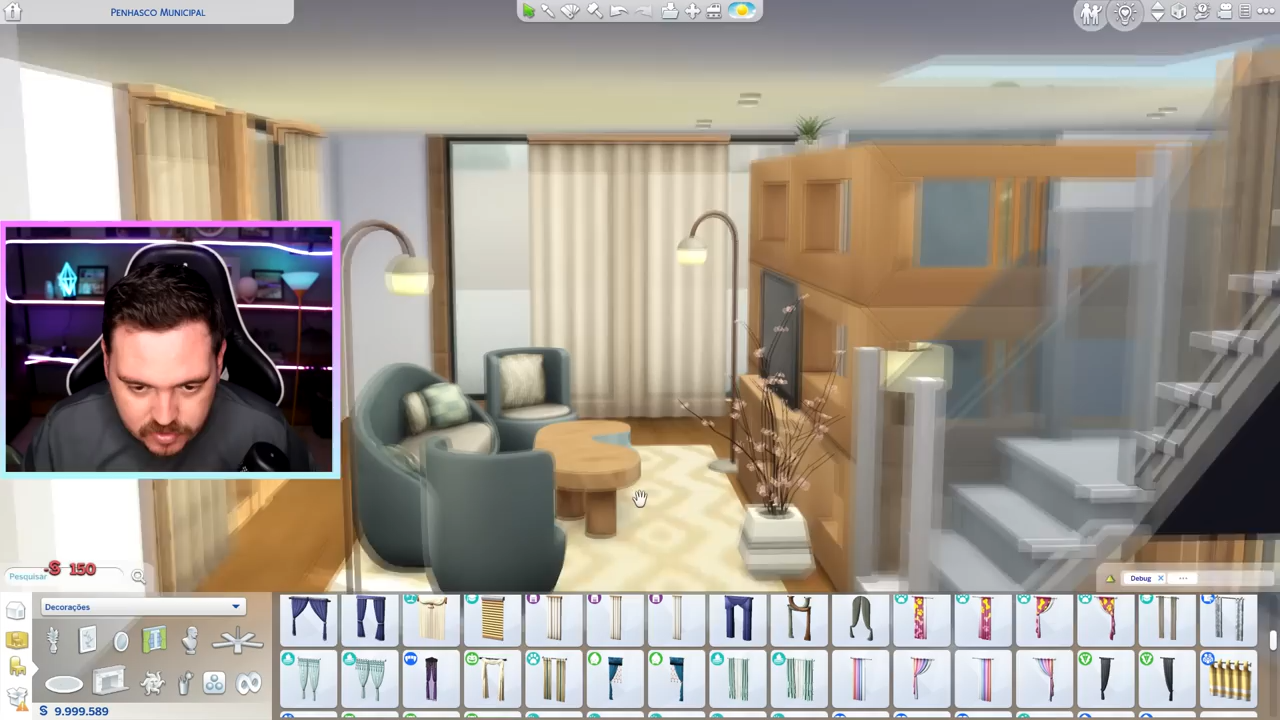 Penhasco Municipal
-§ 150
Pesquisar
Debug
Decorações
§ 9.999.589